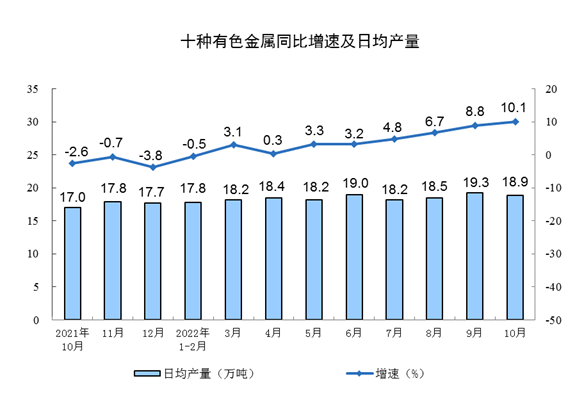 十种有色金属同比增速及日均产量
35
30
25
20
15
10
5
0
20
10
0
-10
-20
-30
-40
-50
-2.6 -0.7 -3.8 -0.5 3.1 0.3 3.3 3.2 4.8 6.7 8.8 10.1
17.0 17.8 17.7 17.8 18.2 18.4 18.2 19.0 18.2 18.5 19.3 18.9
2021年 11月 12月 2022年 3月 4月 5月 6月 7月 8月 9月 10月
10月 1-2月
日均产量（万吨） 增速（%）